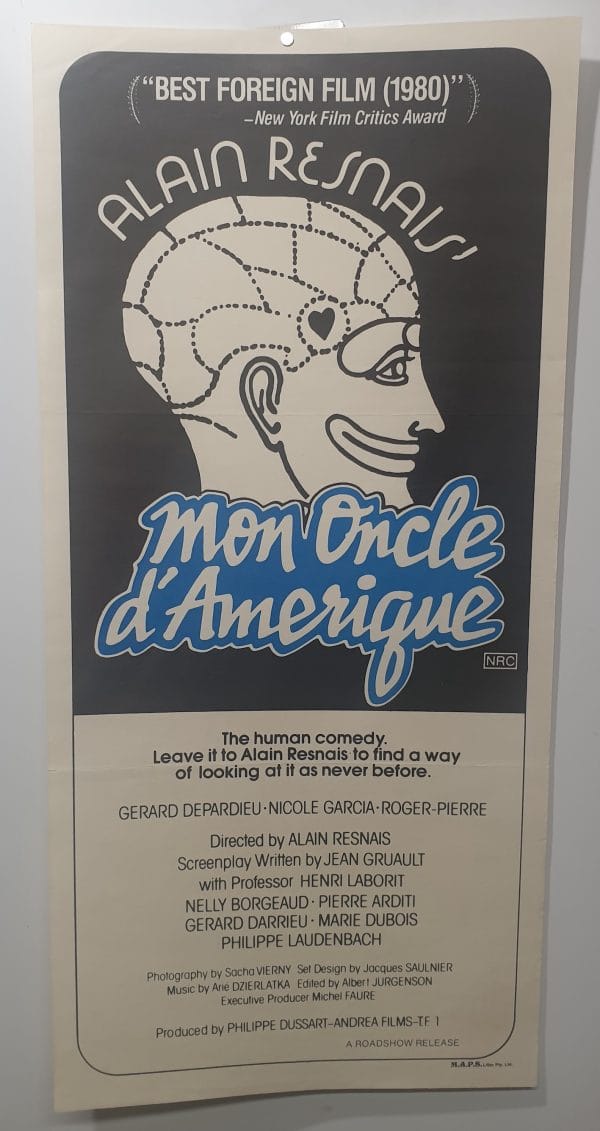 “BEST FOREIGN FILM (1980)”
–New York Film Critics Award
ALAIN RESNAIS'
Mon Oncle
d'Amerique
NRC
The human comedy.
Leave it to Alain Resnais to find a way
of looking at it as never before.
GERARD DEPARDIEU·NICOLE GARCIA·ROGER-PIERRE
Directed by ALAIN RESNAIS
Screenplay Written by JEAN GRUAULT
with Professor HENRI LABORIT
NELLY BORGEAUD·PIERRE ARDITI
GERARD DARRIEU·MARIE DUBOIS
PHILIPPE LAUDENBACH
Photography by Sacha VIERNY Set Design by Jacques SAULNIER
Music by Arié DZIERLATKA Edited by Albert JURGENSON
Executive Producer Michel FAURE
Produced by PHILIPPE DUSSART–ANDREA FILMS–T.F. 1
A ROADSHOW RELEASE
M.A.P.S. Litho Pty. Ltd.